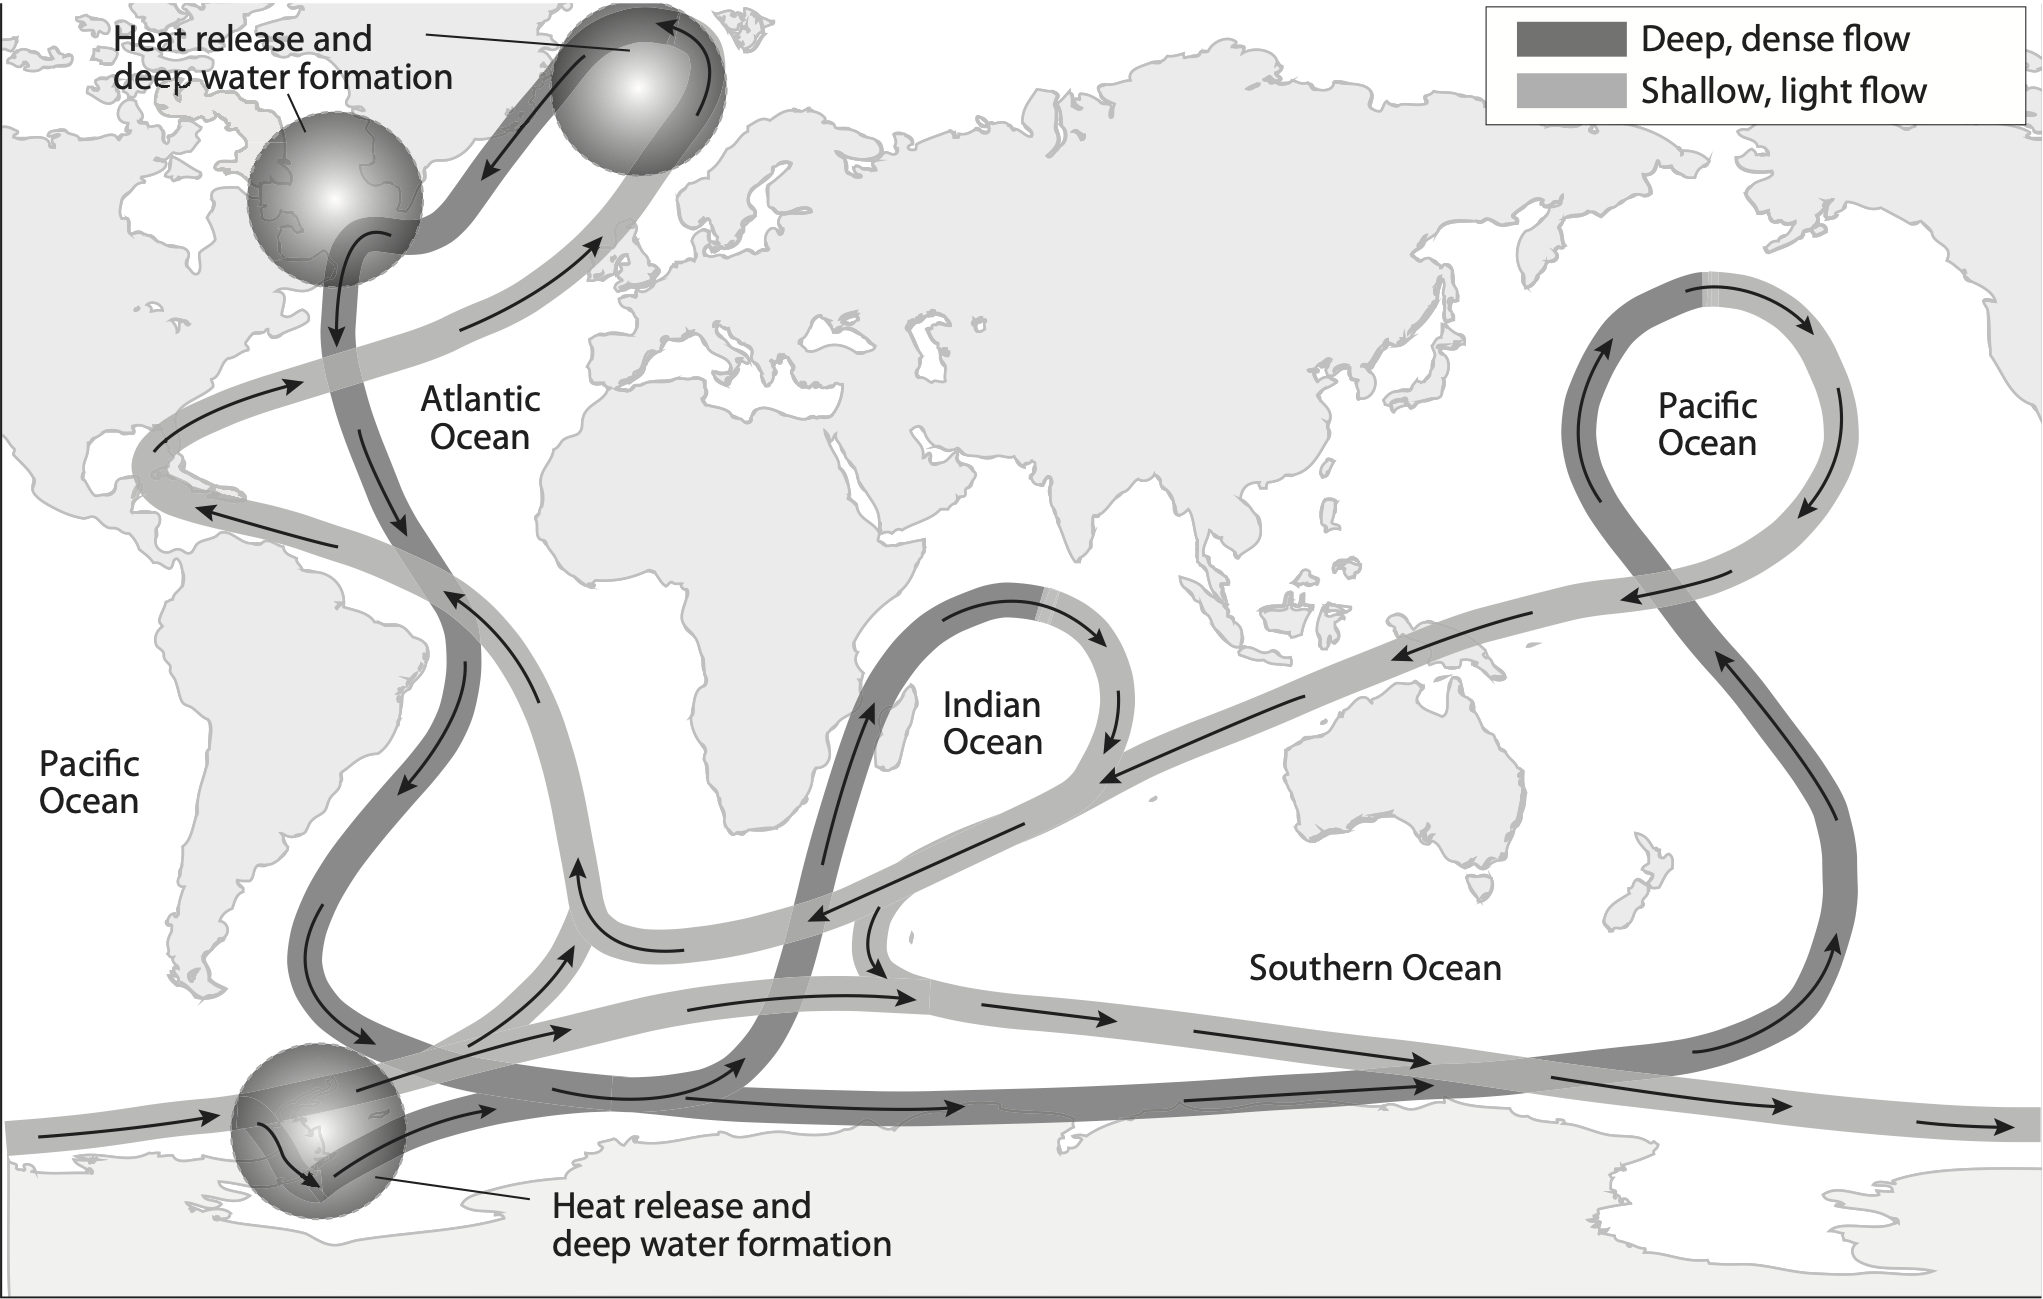 Heat release and
deep water formation
Deep, dense flow
Shallow, light flow
Atlantic
Ocean
Pacific
Ocean
Indian
Ocean
Pacific
Ocean
Southern Ocean
Heat release and
deep water formation